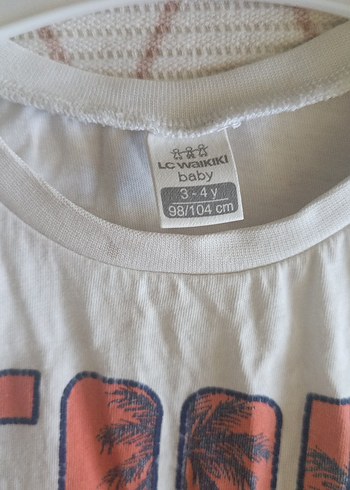 LC WAIKIKI
baby
3 - 4 y
98/104 cm